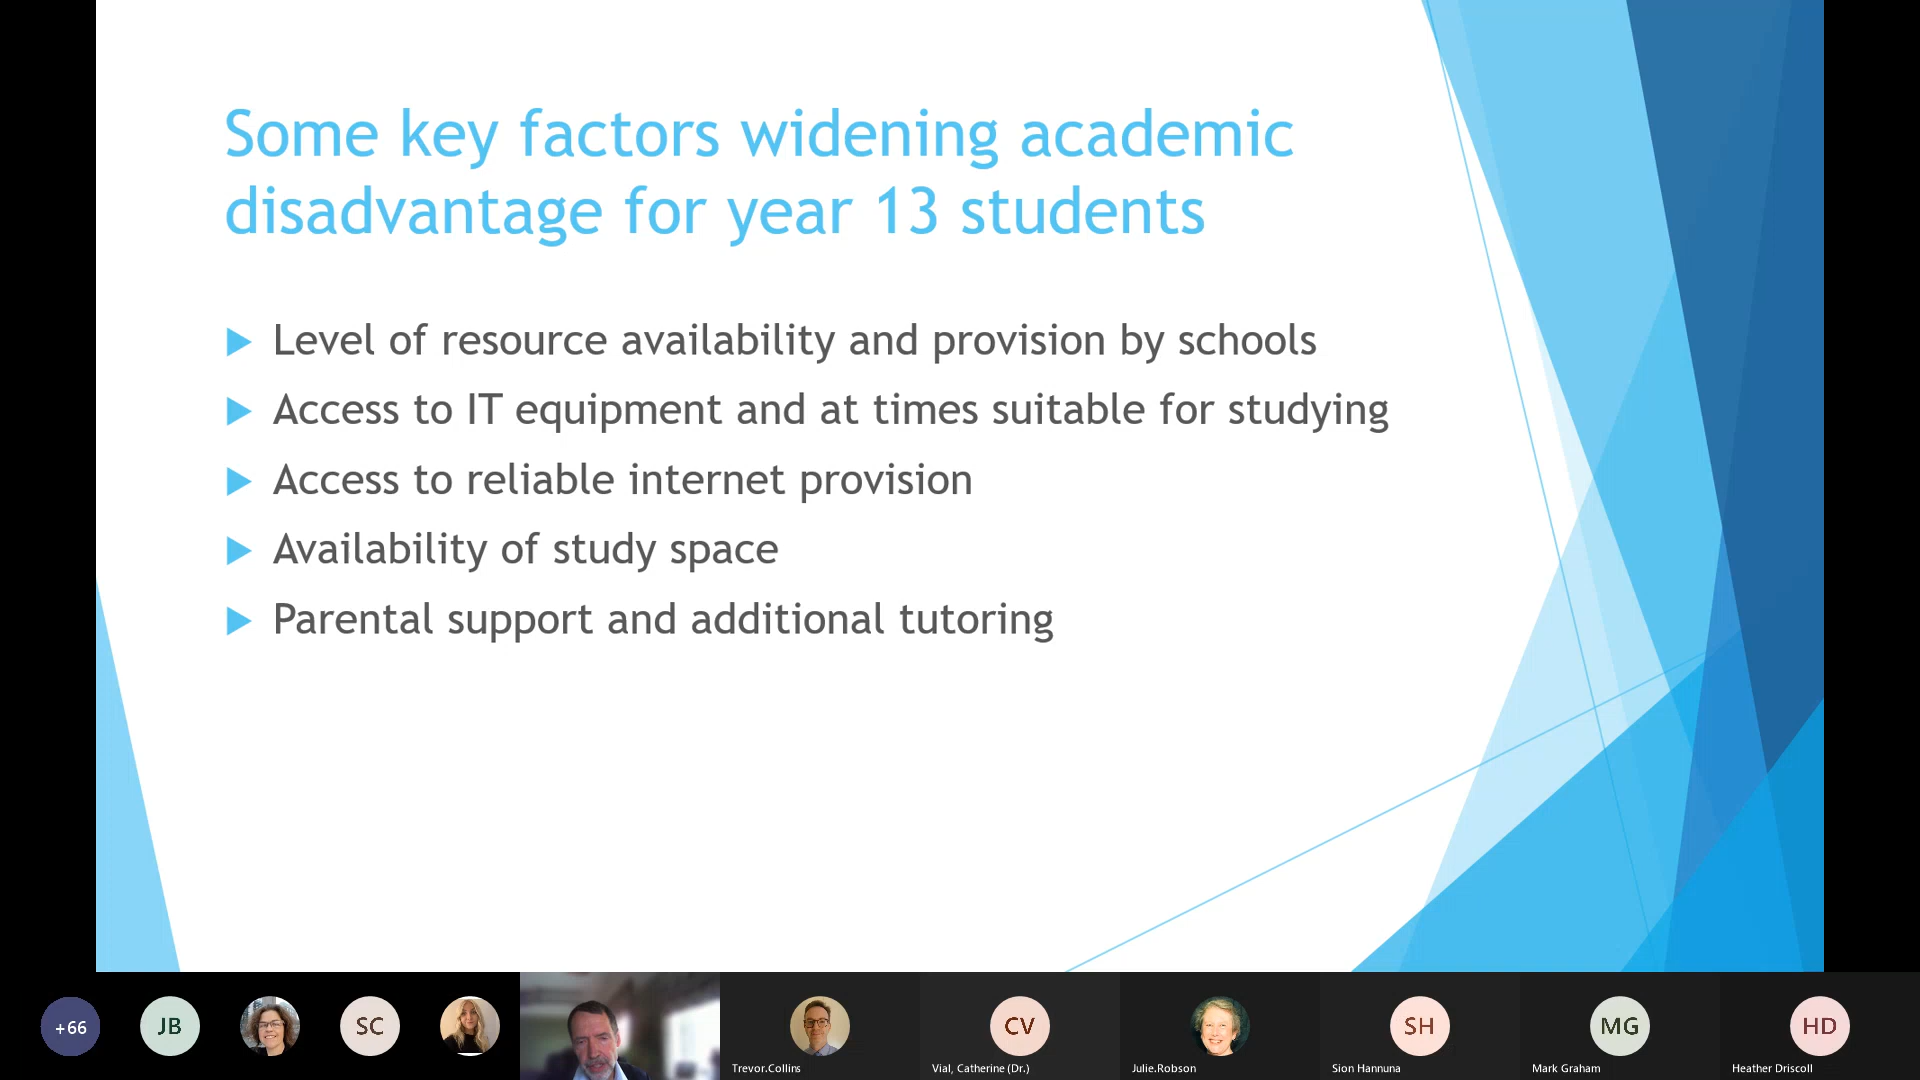 Some key factors widening academic
disadvantage for year 13 students
Level of resource availability and provision by schools
Access to IT equipment and at times suitable for studying
Access to reliable internet provision
Availability of study space
Parental support and additional tutoring
+66
JB
SC
Trevor.Collins
CV
Vial, Catherine (Dr.)
Julie.Robson
SH
Sion Hannuna
MG
Mark Graham
HD
Heather Driscoll